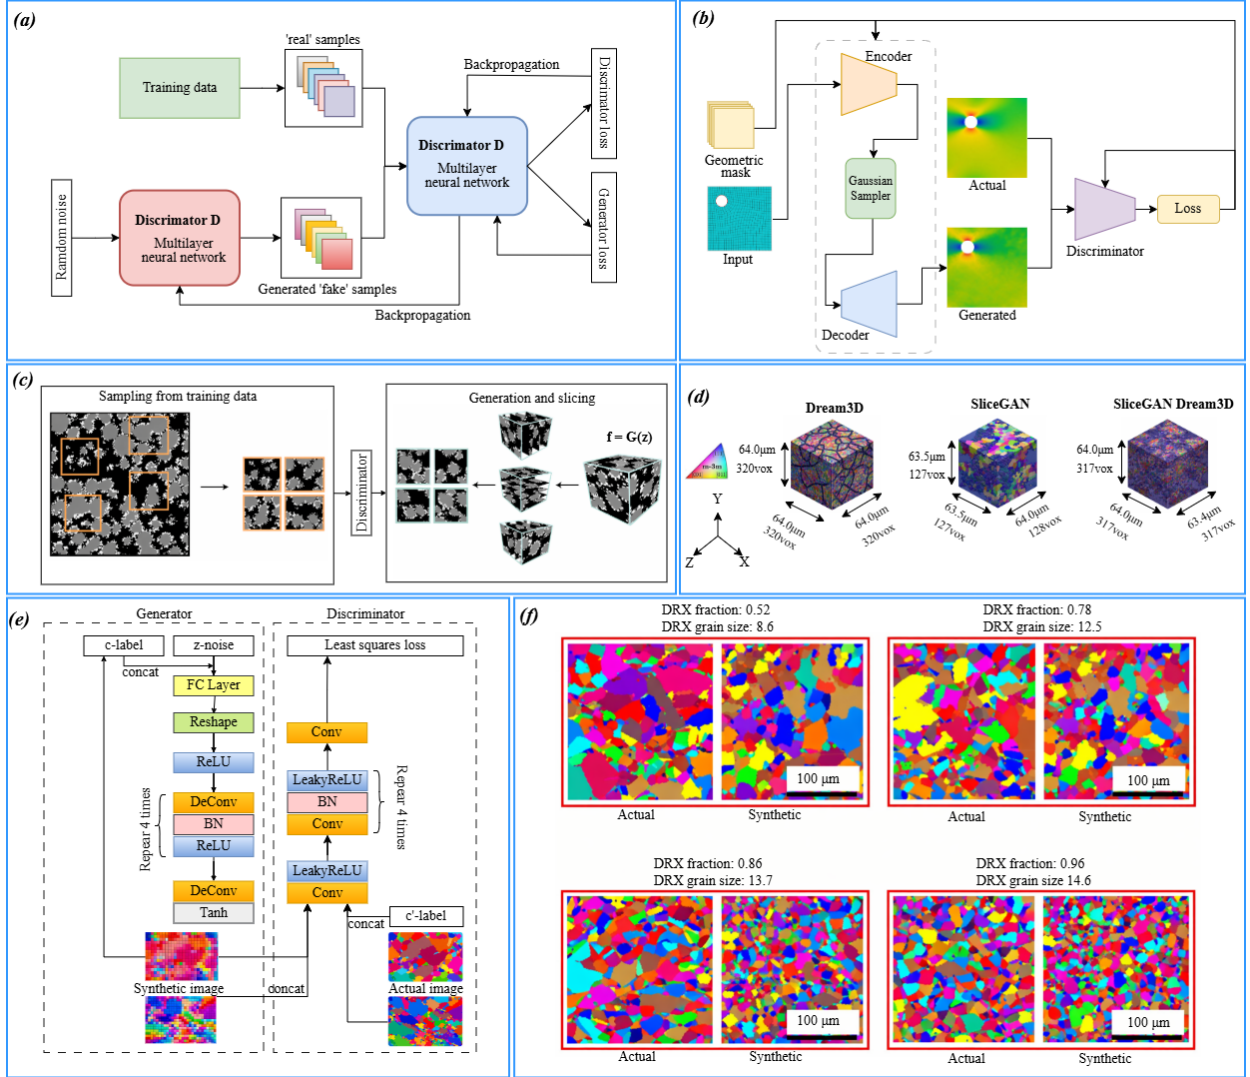 (a)
'real' samples
Training data
Backpropagation
Discrimator loss
Discrimator D
Multilayer
neural network
Random noise
Discrimator D
Multilayer
neural network
Generator loss
Generated 'fake' samples
Backpropagation
(b)
Encoder
Geometric
mask
Gaussian
Sampler
Actual
Input
Discriminator
Loss
Decoder
Generated
(c)
Sampling from training data
Discriminator
Generation and slicing
f = G(z)
(d)
Dream3D
SliceGAN
SliceGAN Dream3D
m-3m
64.0μm
320vox
64.0μm
320vox
64.0μm
320vox
63.5μm
127vox
63.5μm
127vox
64.0μm
128vox
64.0μm
317vox
64.0μm
317vox
63.4μm
317vox
Y
Z
X
(e)
Generator
Discriminator
c-label
z-noise
Least squares loss
concat
FC Layer
Reshape
ReLU
DeConv
BN
ReLU
Repear 4 times
DeConv
Tanh
Conv
LeakyReLU
BN
Conv
Repear 4
times
LeakyReLU
Conv
c'-label
concat
Synthetic image
concat
Actual image
(f)
DRX fraction: 0.52
DRX grain size: 8.6
100 μm
Actual
Synthetic
DRX fraction: 0.78
DRX grain size: 12.5
100 μm
Actual
Synthetic
DRX fraction: 0.86
DRX grain size: 13.7
100 μm
Actual
Synthetic
DRX fraction: 0.96
DRX grain size 14.6
100 μm
Actual
Synthetic